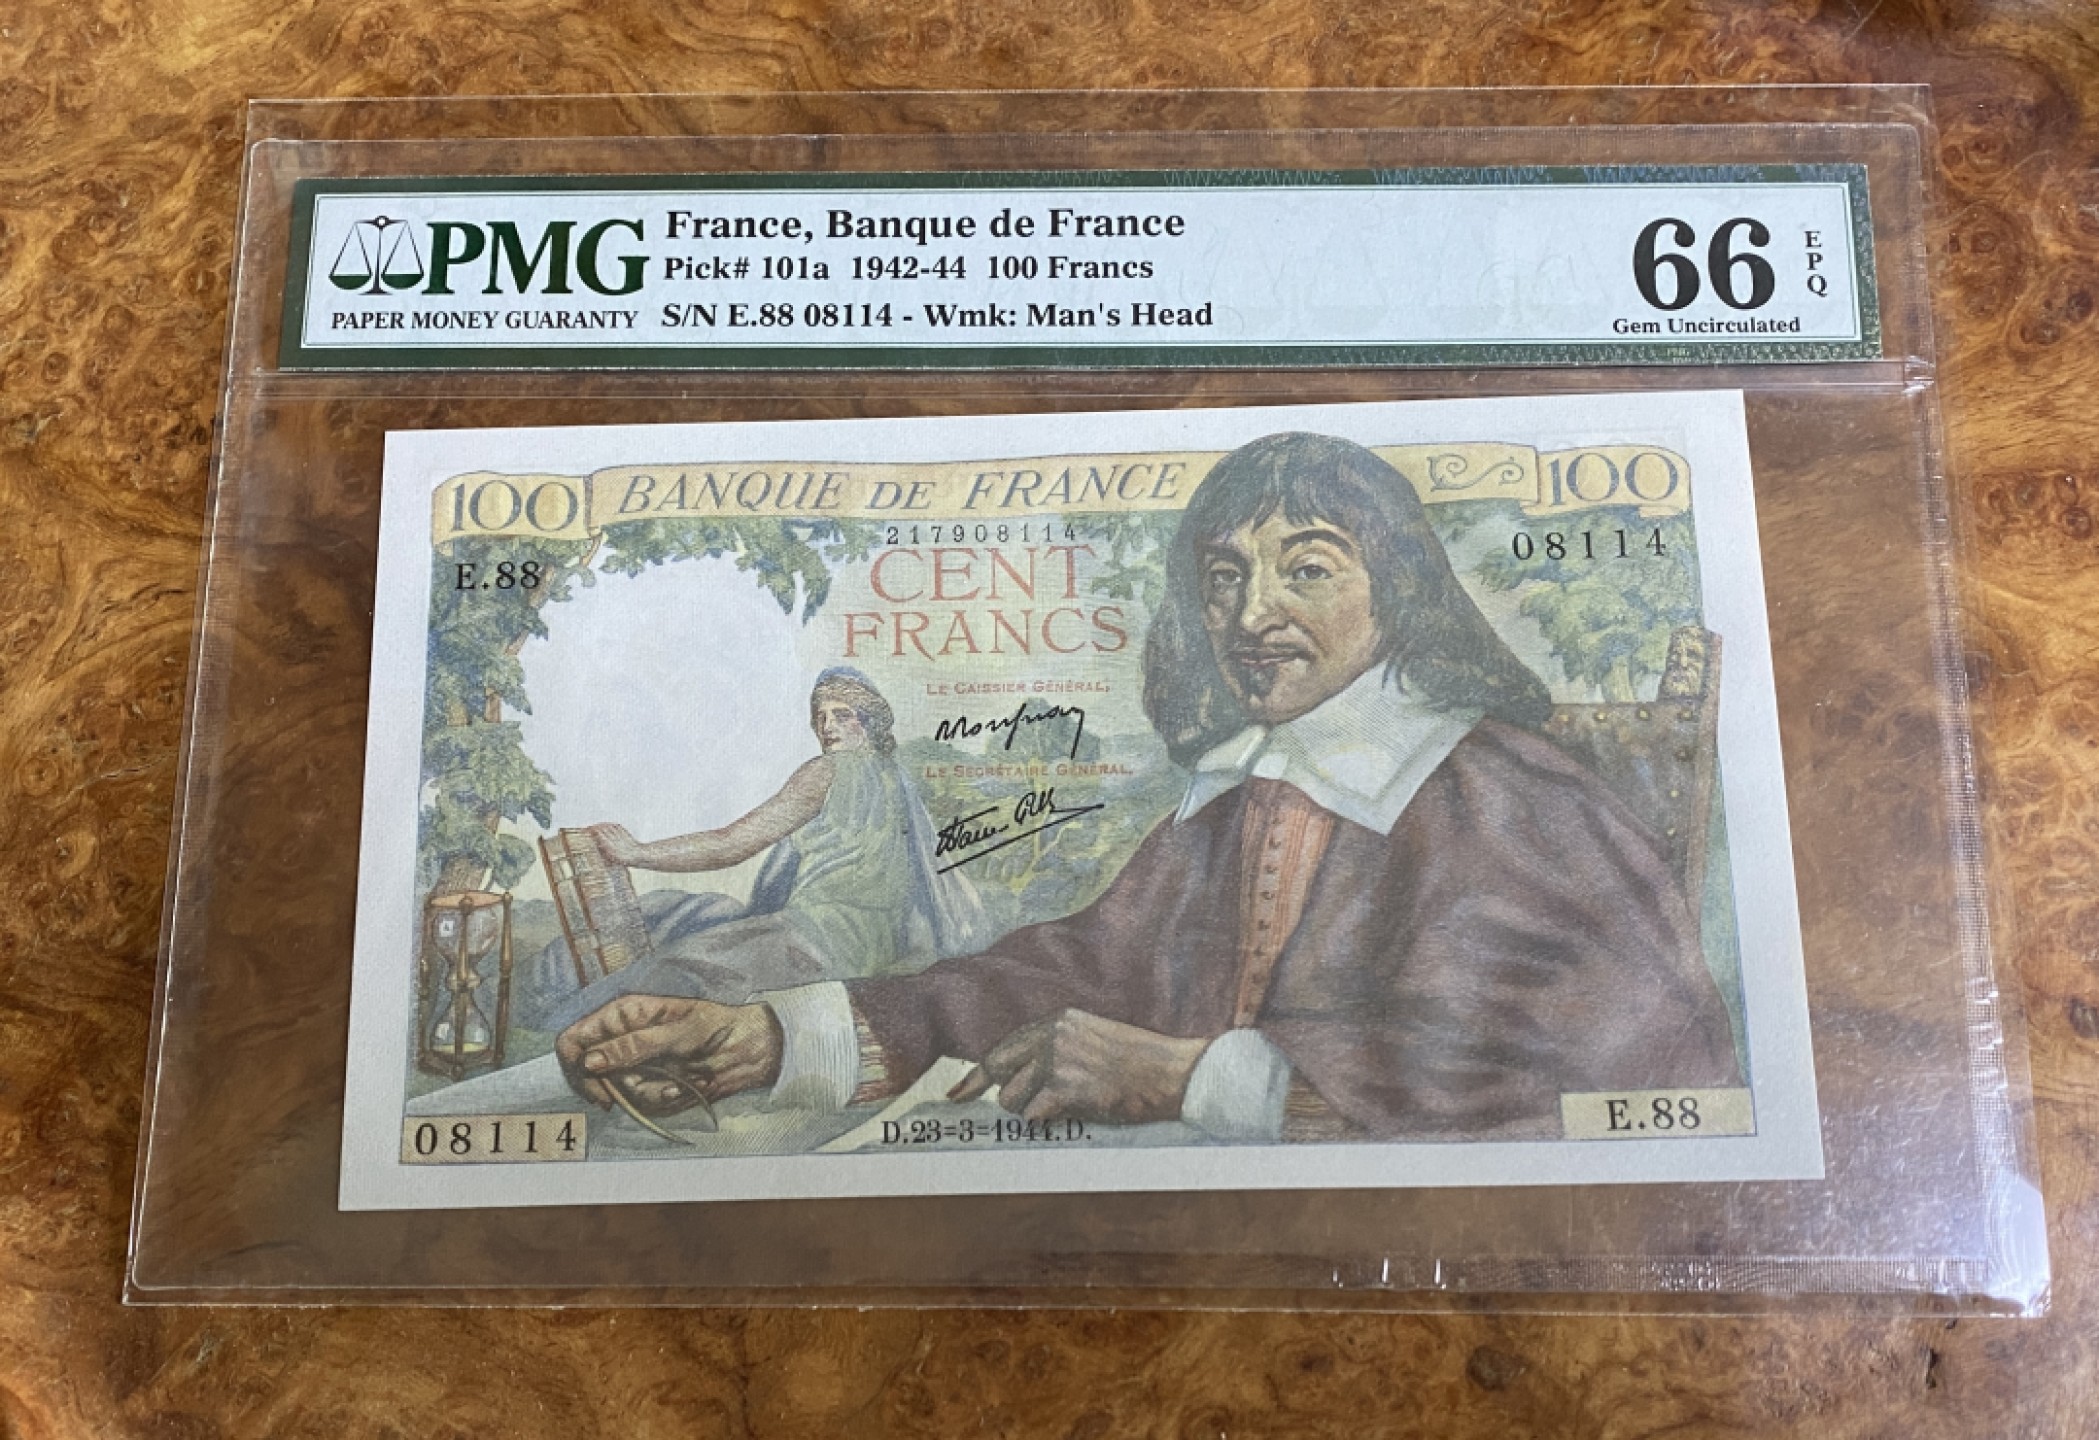 PMG
PAPER MONEY GUARANTY
France, Banque de France
Pick# 101a 1942-44 100 Francs
S/N E.88 08114 - Wmk: Man's Head
66
EPQ
Gem Uncirculated
100 BANQUE DE FRANCE 100
217908114
E.88
08114
CENT
FRANCS
LE CAISSIER GÉNÉRAL,
LE SECRÉTAIRE GÉNÉRAL,
08114
D.23=3=1944.D.
E.88